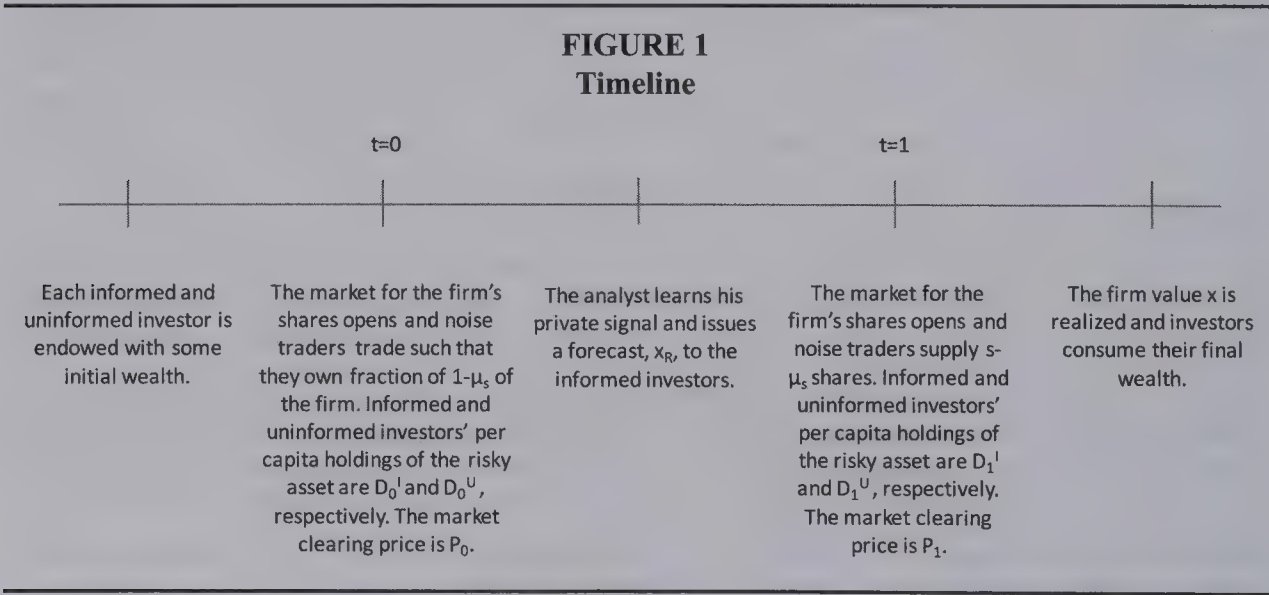 FIGURE 1
Timeline
t=0
t=1
Each informed and
uninformed investor is
endowed with some
initial wealth.
The market for the firm's
shares opens and noise
traders trade such that
they own fraction of 1-μs of
the firm. Informed and
uninformed investors' per
capita holdings of the risky
asset are D₀ᴵ and D₀ᵁ,
respectively. The market
clearing price is P₀.
The analyst learns his
private signal and issues
a forecast, xR, to the
informed investors.
The market for the
firm's shares opens and
noise traders supply s-
μs shares. Informed and
uninformed investors'
per capita holdings of
the risky asset are D₁ᴵ
and D₁ᵁ, respectively.
The market clearing
price is P₁.
The firm value x is
realized and investors
consume their final
wealth.